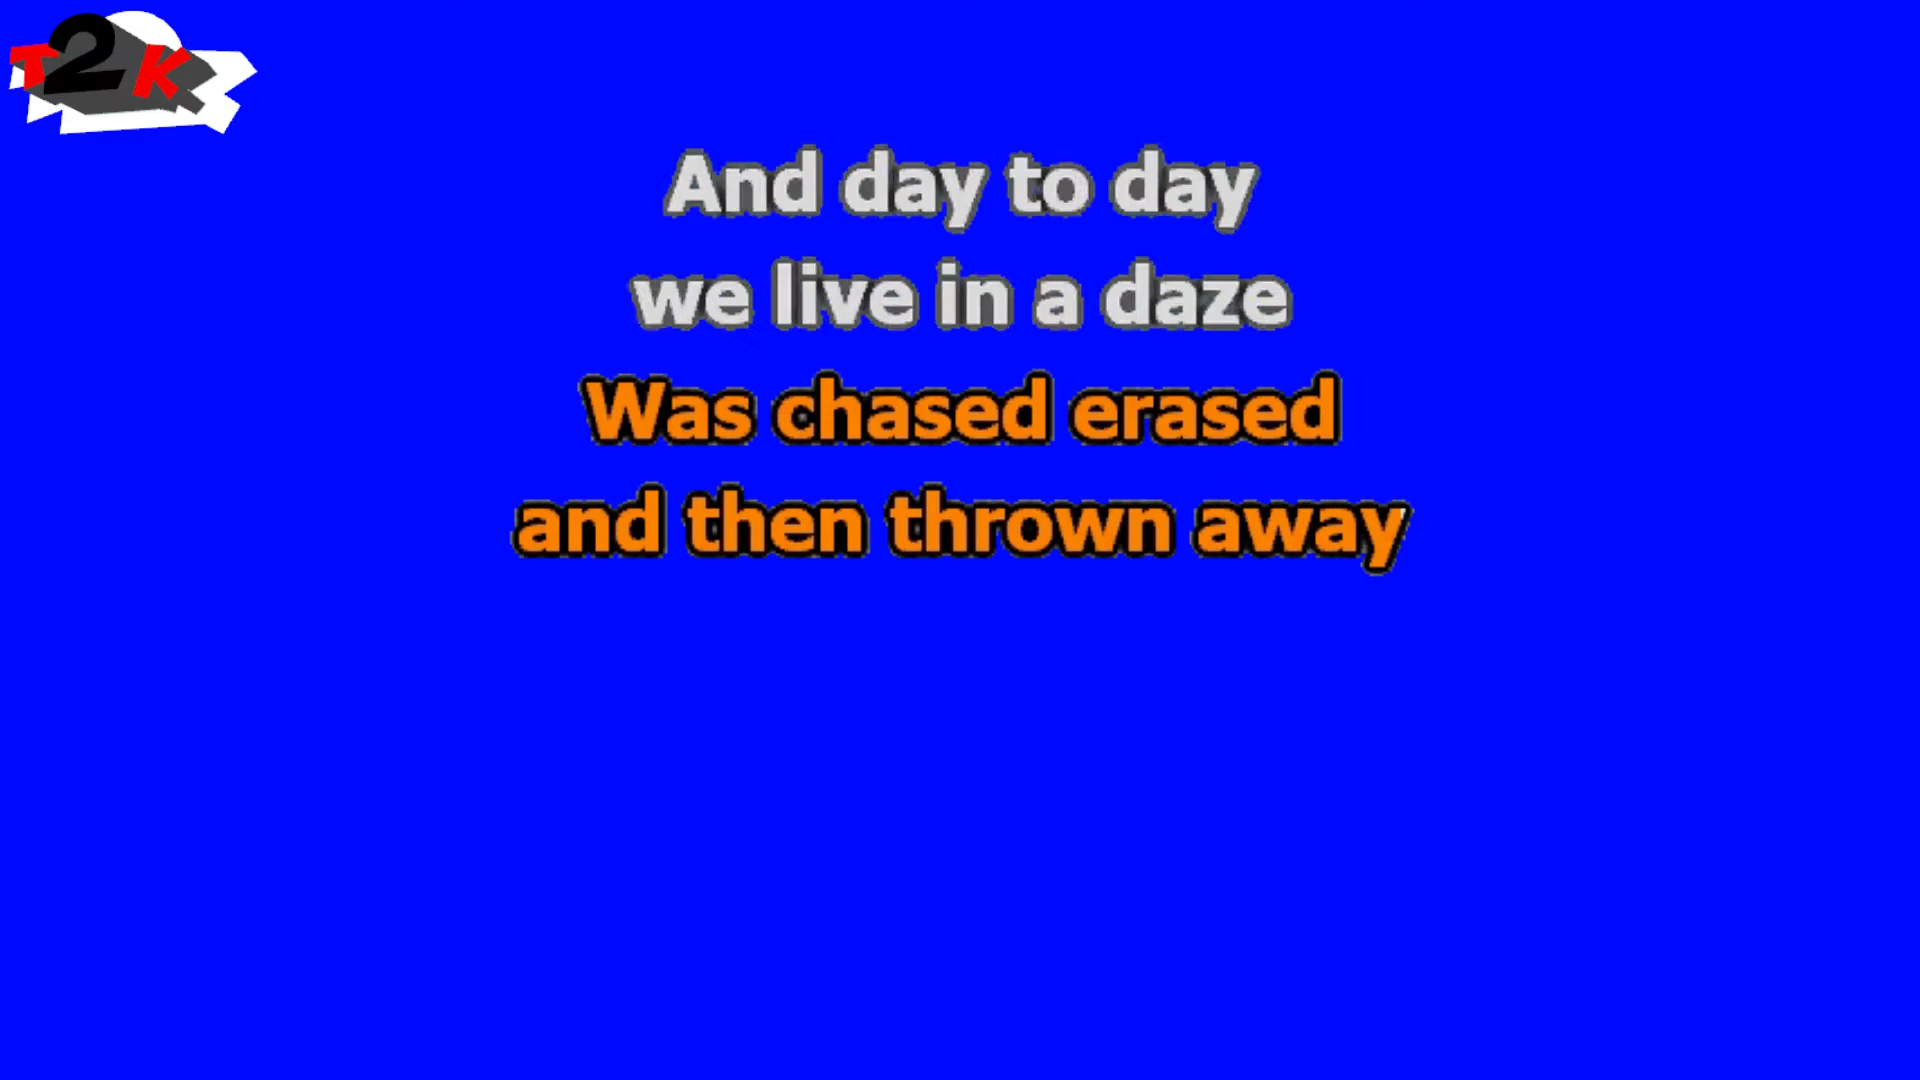 T2K
And day to day
we live in a daze
Was chased erased
and then thrown away